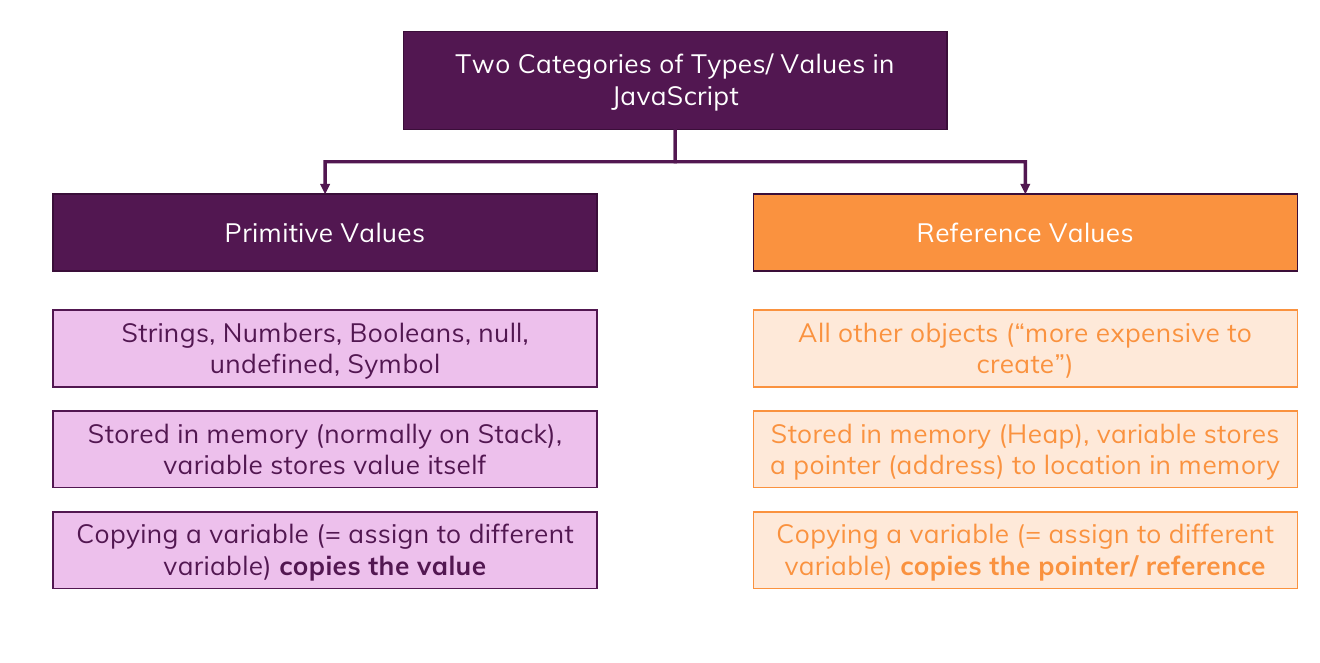 Two Categories of Types/ Values in
JavaScript
Primitive Values
Reference Values
Strings, Numbers, Booleans, null,
undefined, Symbol
All other objects (“more expensive to
create”)
Stored in memory (normally on Stack),
variable stores value itself
Stored in memory (Heap), variable stores
a pointer (address) to location in memory
Copying a variable (= assign to different
variable) copies the value
Copying a variable (= assign to different
variable) copies the pointer/ reference